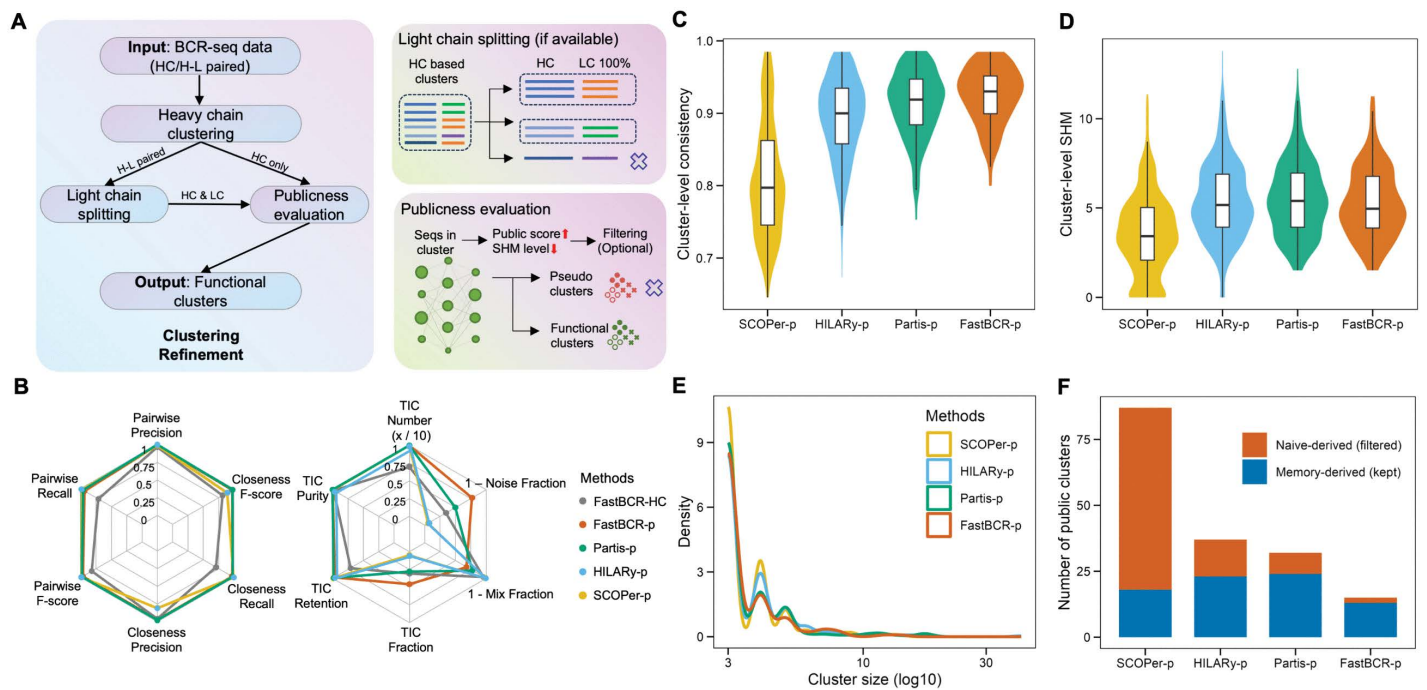 A
Input: BCR-seq data
(HC/H-L paired)
Heavy chain
clustering
H-L paired
HC only
Light chain
splitting
HC & LC
Publicness
evaluation
Output: Functional
clusters
Clustering
Refinement
Light chain splitting (if available)
HC based
clusters
HC
LC 100%
Publicness evaluation
Seqs in
cluster
Public score
SHM level
Filtering
(Optional)
Pseudo
clusters
Functional
clusters
B
Pairwise
Precision
1
0.75
0.5
0.25
0
Pairwise
Recall
Closeness
F-score
Pairwise
F-score
Closeness
Recall
Closeness
Precision
TIC
Number
(x / 10)
1
0.75
0.5
0.25
0
TIC
Purity
1 – Noise Fraction
TIC
Retention
1 - Mix Fraction
TIC
Fraction
Methods
FastBCR-HC
FastBCR-p
Partis-p
HILARy-p
SCOPer-p
C
Cluster-level consistency
1.0
0.9
0.8
0.7
SCOPer-p
HILARy-p
Partis-p
FastBCR-p
D
Cluster-level SHM
10
5
0
SCOPer-p
HILARy-p
Partis-p
FastBCR-p
E
Density
9
6
3
0
3
10
30
Cluster size (log10)
Methods
SCOPer-p
HILARy-p
Partis-p
FastBCR-p
F
Number of public clusters
75
50
25
0
Naive-derived (filtered)
Memory-derived (kept)
SCOPer-p
HILARy-p
Partis-p
FastBCR-p